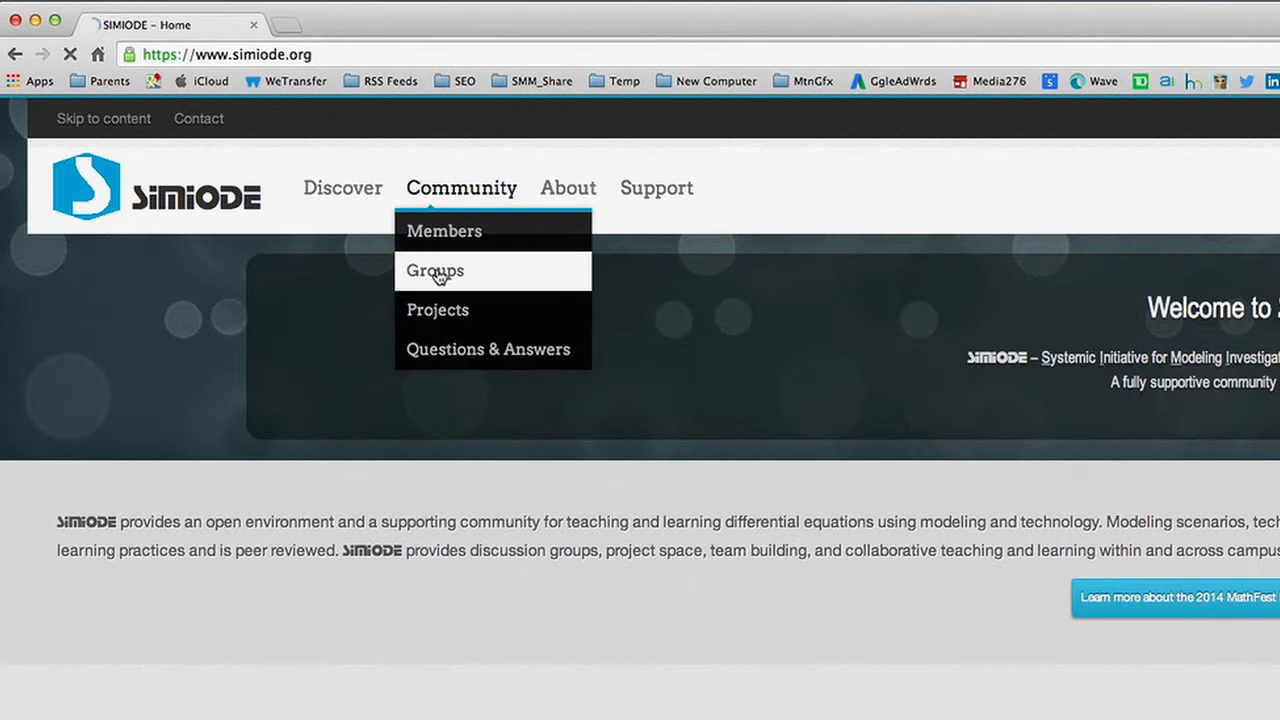 SIMIODE – Home
https://www.simiode.org
Apps Parents iCloud WeTransfer RSS Feeds SEO SMM_Share Temp New Computer MtnGfx GgleAdWrds Media276 Wave
Skip to content Contact
SIMIODE Discover Community About Support
Members
Groups
Projects
Questions & Answers
Welcome to
SIMIODE – Systemic Initiative for Modeling
A fully supportive community
SIMIODE provides an open environment and a supporting community for teaching and learning differential equations using modeling and technology. Modeling scenarios,
learning practices and is peer reviewed. SIMIODE provides discussion groups, project space, team building, and collaborative teaching and learning within and across
Learn more about the 2014 MathFest